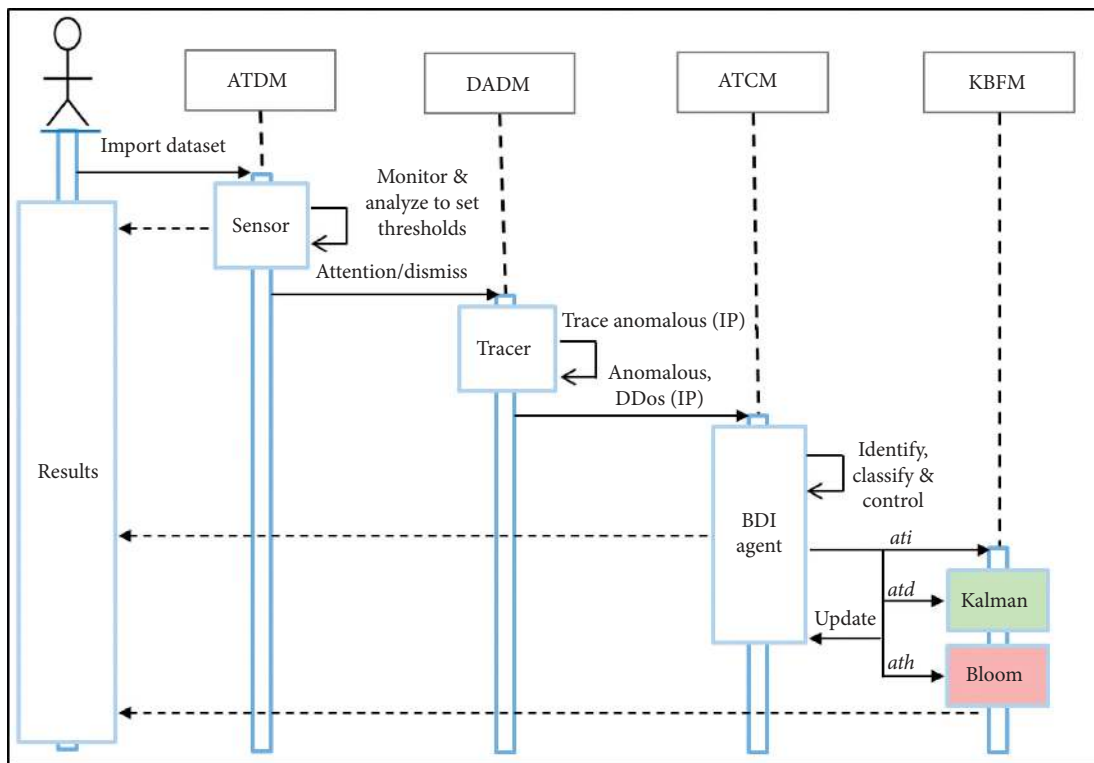 ATDM
DADM
ATCM
KBFM
Import dataset
Monitor &
analyze to set
thresholds
Sensor
Attention/dismiss
Trace anomalous (IP)
Tracer
Anomalous,
DDos (IP)
Results
Identify,
classify &
control
BDI
agent
ati
atd
Kalman
Update
ath
Bloom